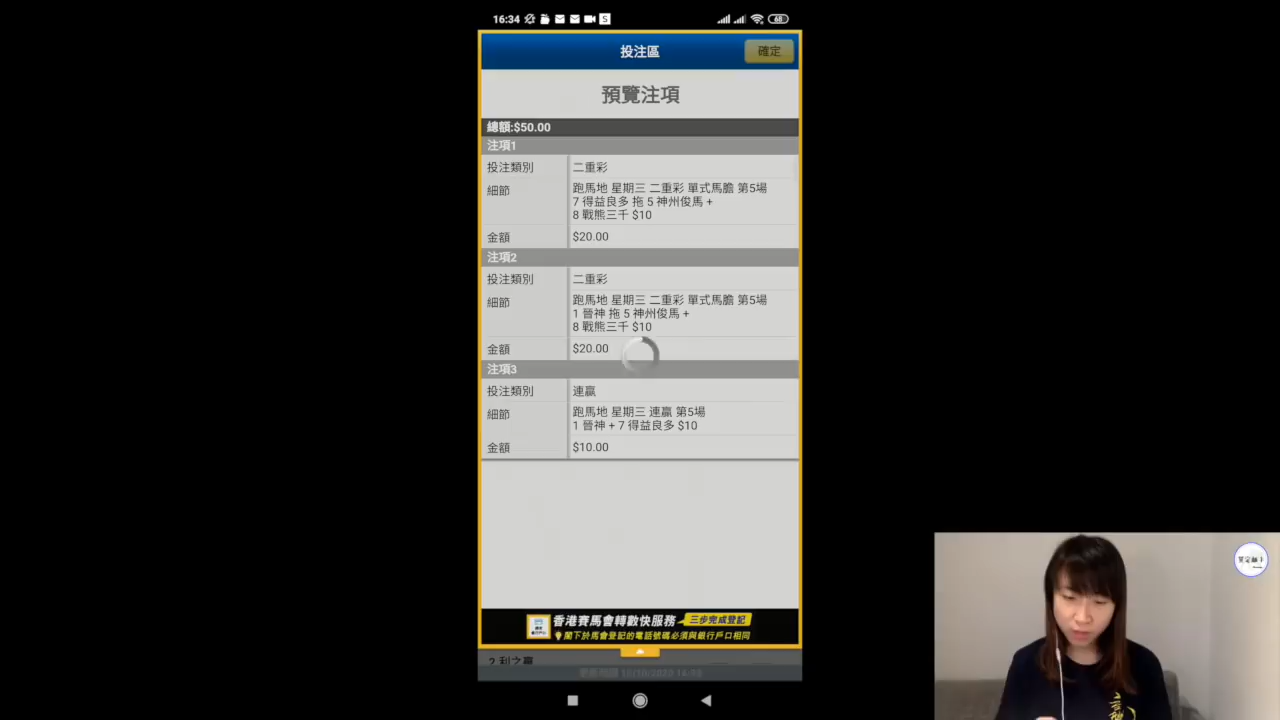 16:34
68
投注區
確定
預覽注項
總額:$50.00
注項1
投注類別 二重彩
細節 跑馬地 星期三 二重彩 單式馬膽 第5場
7 得益良多 拖 5 神州俊馬 +
8 戰熊三千 $10
金額 $20.00
注項2
投注類別 二重彩
細節 跑馬地 星期三 二重彩 單式馬膽 第5場
1 晉神 拖 5 神州俊馬 +
8 戰熊三千 $10
金額 $20.00
注項3
投注類別 連贏
細節 跑馬地 星期三 連贏 第5場
1 晉神 + 7 得益良多 $10
金額 $10.00
香港賽馬會轉數快服務 三步完成登記
閣下於馬會登記的電話號碼必須與銀行戶口相同
2 利之贏